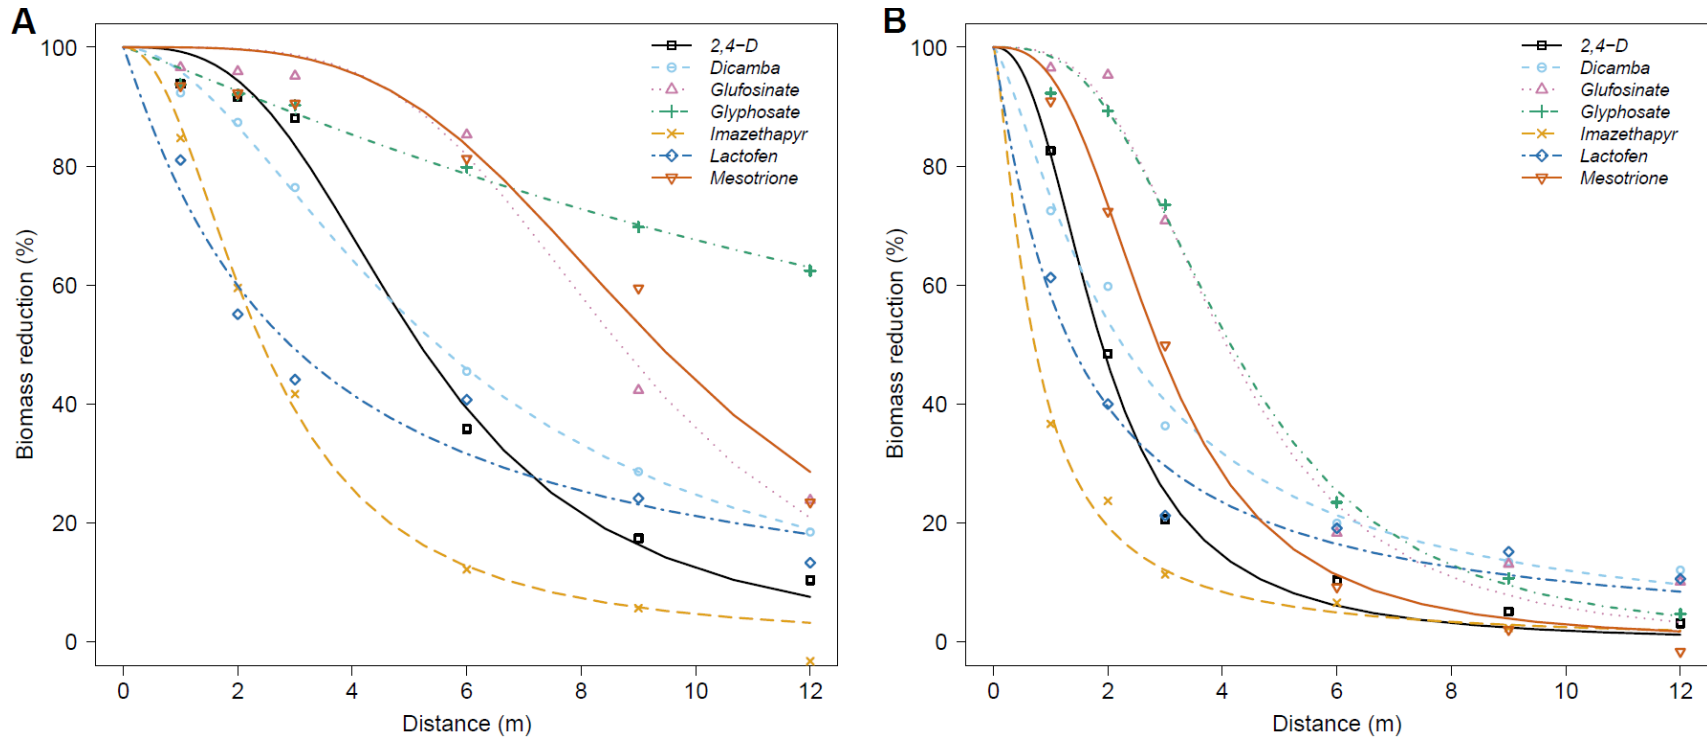 A
100
80
60
40
20
0
Biomass reduction (%)
2,4−D
Dicamba
Glufosinate
Glyphosate
Imazethapyr
Lactofen
Mesotrione
0 2 4 6 8 10 12
Distance (m)
B
100
80
60
40
20
0
Biomass reduction (%)
2,4−D
Dicamba
Glufosinate
Glyphosate
Imazethapyr
Lactofen
Mesotrione
0 2 4 6 8 10 12
Distance (m)